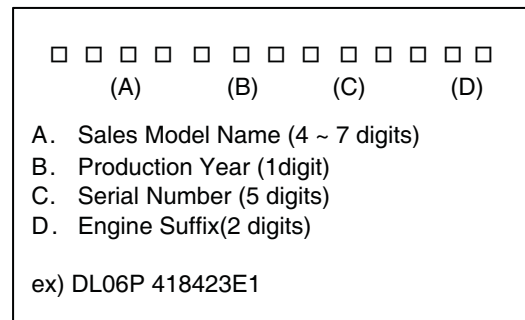 (A) (B) (C) (D)
A. Sales Model Name (4 ~ 7 digits)
B. Production Year (1digit)
C. Serial Number (5 digits)
D. Engine Suffix(2 digits)
ex) DL06P 418423E1